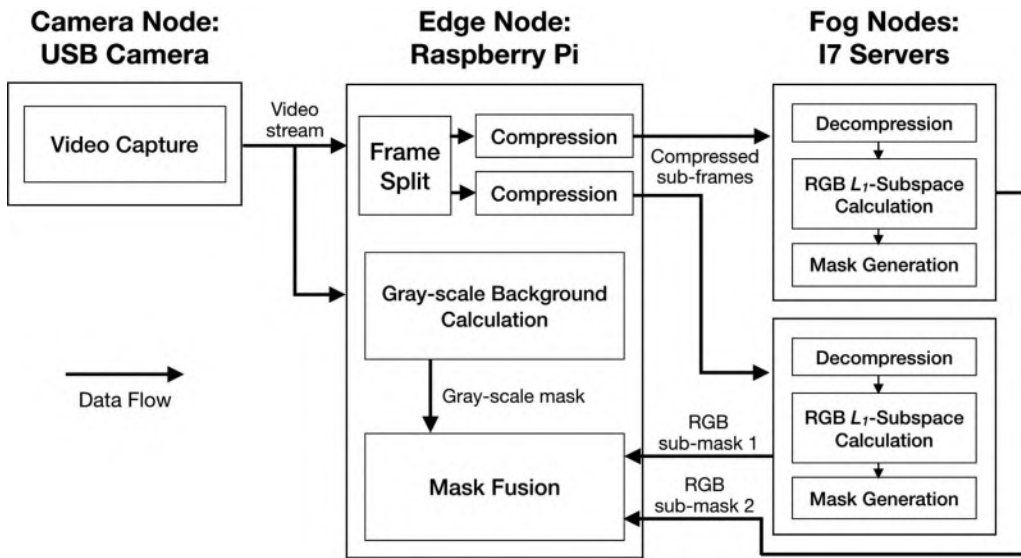 Camera Node:
USB Camera
Video Capture
Video
stream
Edge Node:
Raspberry Pi
Frame
Split
Compression
Compression
Compressed
sub-frames
Gray-scale Background
Calculation
Gray-scale mask
Mask Fusion
RGB
sub-mask 1
RGB
sub-mask 2
Fog Nodes:
I7 Servers
Decompression
RGB L₁-Subspace
Calculation
Mask Generation
Decompression
RGB L₁-Subspace
Calculation
Mask Generation
Data Flow